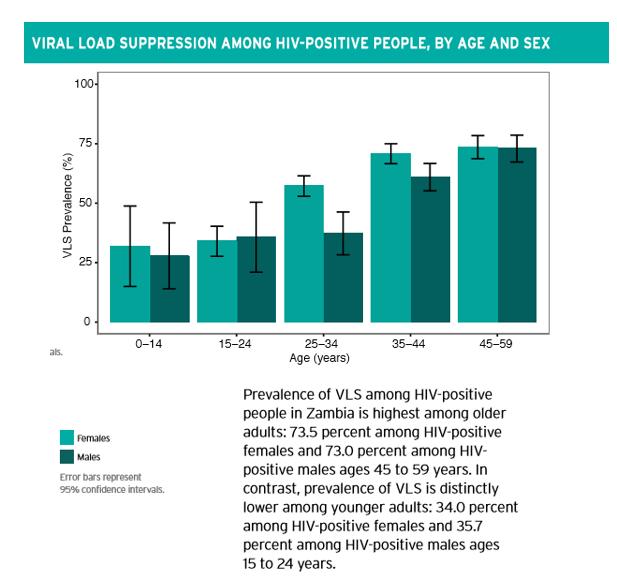 VIRAL LOAD SUPPRESSION AMONG HIV-POSITIVE PEOPLE, BY AGE AND SEX
VLS Prevalence (%)
100
75
50
25
0
0–14 15–24 25–34 35–44 45–59
Age (years)
als.
Females
Males
Error bars represent
95% confidence intervals.
Prevalence of VLS among HIV-positive
people in Zambia is highest among older
adults: 73.5 percent among HIV-positive
females and 73.0 percent among HIV-
positive males ages 45 to 59 years. In
contrast, prevalence of VLS is distinctly
lower among younger adults: 34.0 percent
among HIV-positive females and 35.7
percent among HIV-positive males ages
15 to 24 years.